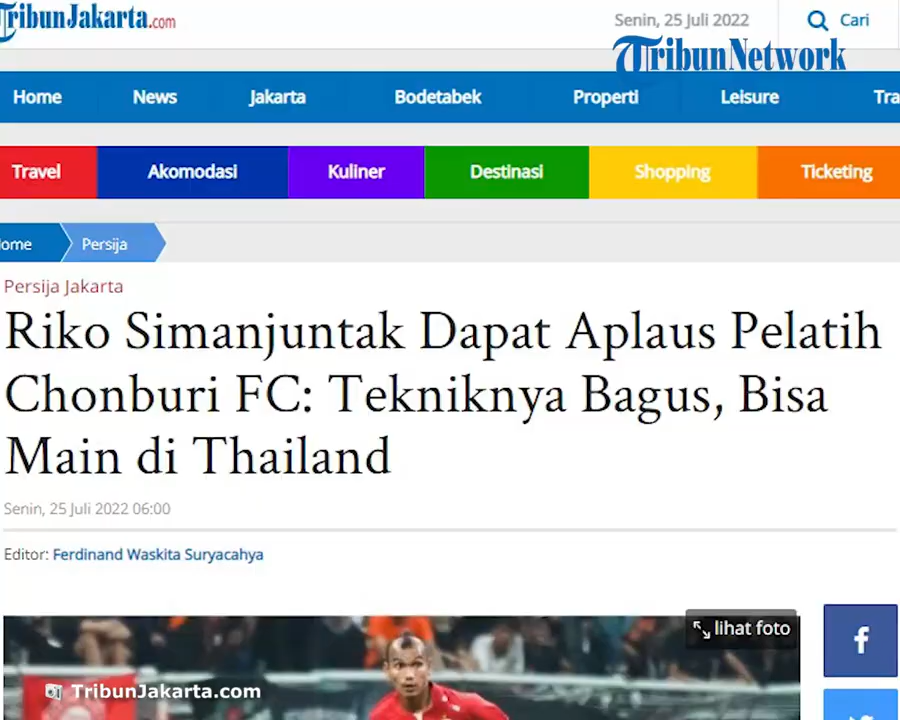 TribunJakarta.com
Senin, 25 Juli 2022
Cari
TribunNetwork
Home News Jakarta Bodetabek Properti Leisure
Travel Akomodasi Kuliner Destinasi Shopping Ticketing
Persija
Persija Jakarta
Riko Simanjuntak Dapat Aplaus Pelatih
Chonburi FC: Tekniknya Bagus, Bisa
Main di Thailand
Senin, 25 Juli 2022 06:00
Editor: Ferdinand Waskita Suryacahya
lihat foto
f
TribunJakarta.com